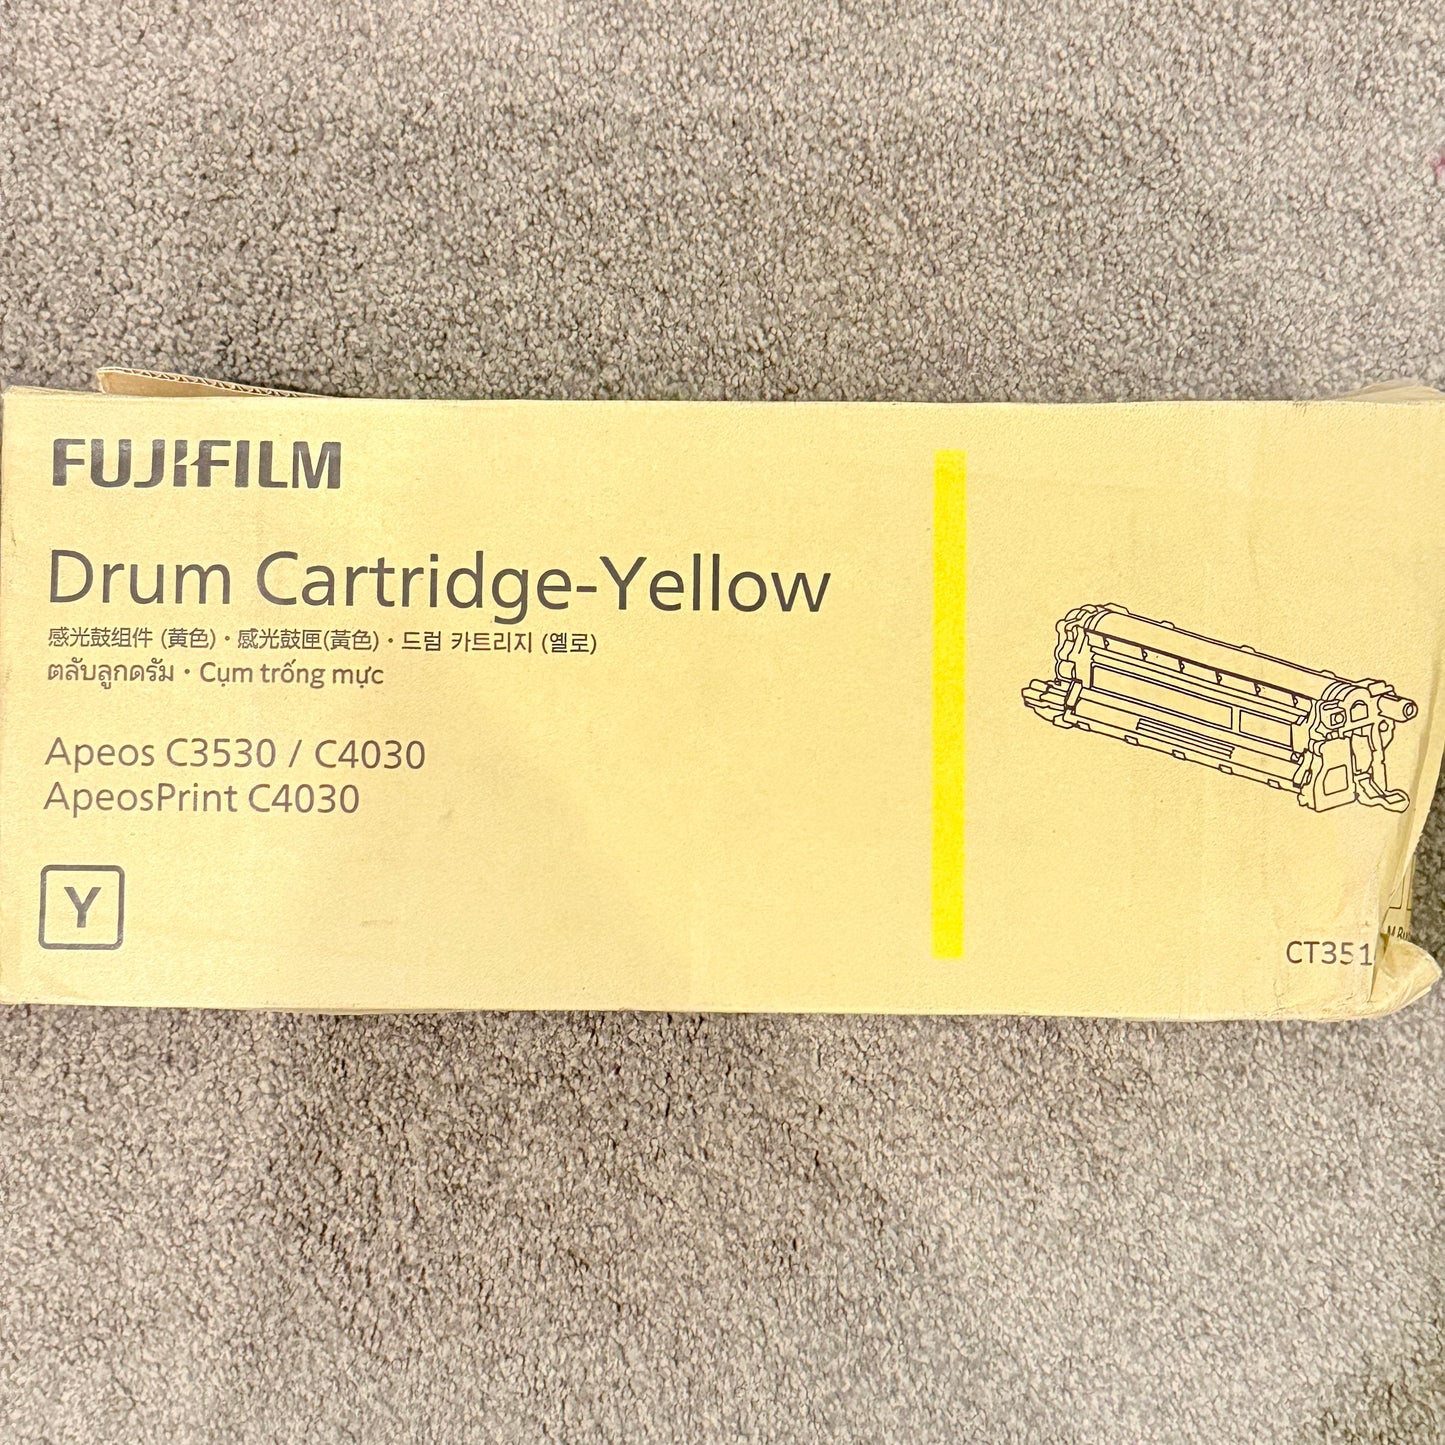 FUJIFILM
Drum Cartridge-Yellow
感光鼓组件 (黄色)・感光鼓匣(黃色)・드럼 카트리지 (옐로)
ตลับลูกดรัม・Cụm trống mực
Apeos C3530 / C4030
ApeosPrint C4030
Y
CT351